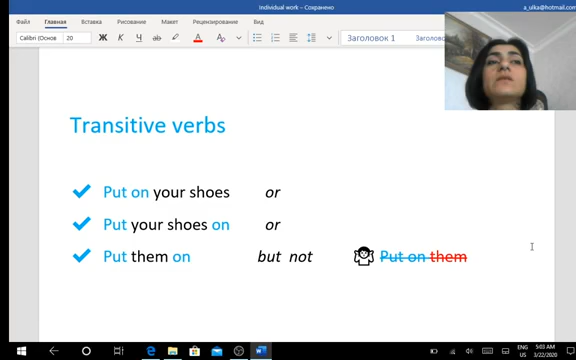 Individual work – Сохранено
a_ulka@hotmail.com
Файл Главная Вставка Рисование Макет Рецензирование Вид
Calibri (Основ 20 Ж К Ч ab А Заголовок 1 Заголов
Transitive verbs
Put on your shoes or
Put your shoes on or
Put them on but not Put on them
ENG 5:03 AM
US 3/22/2020